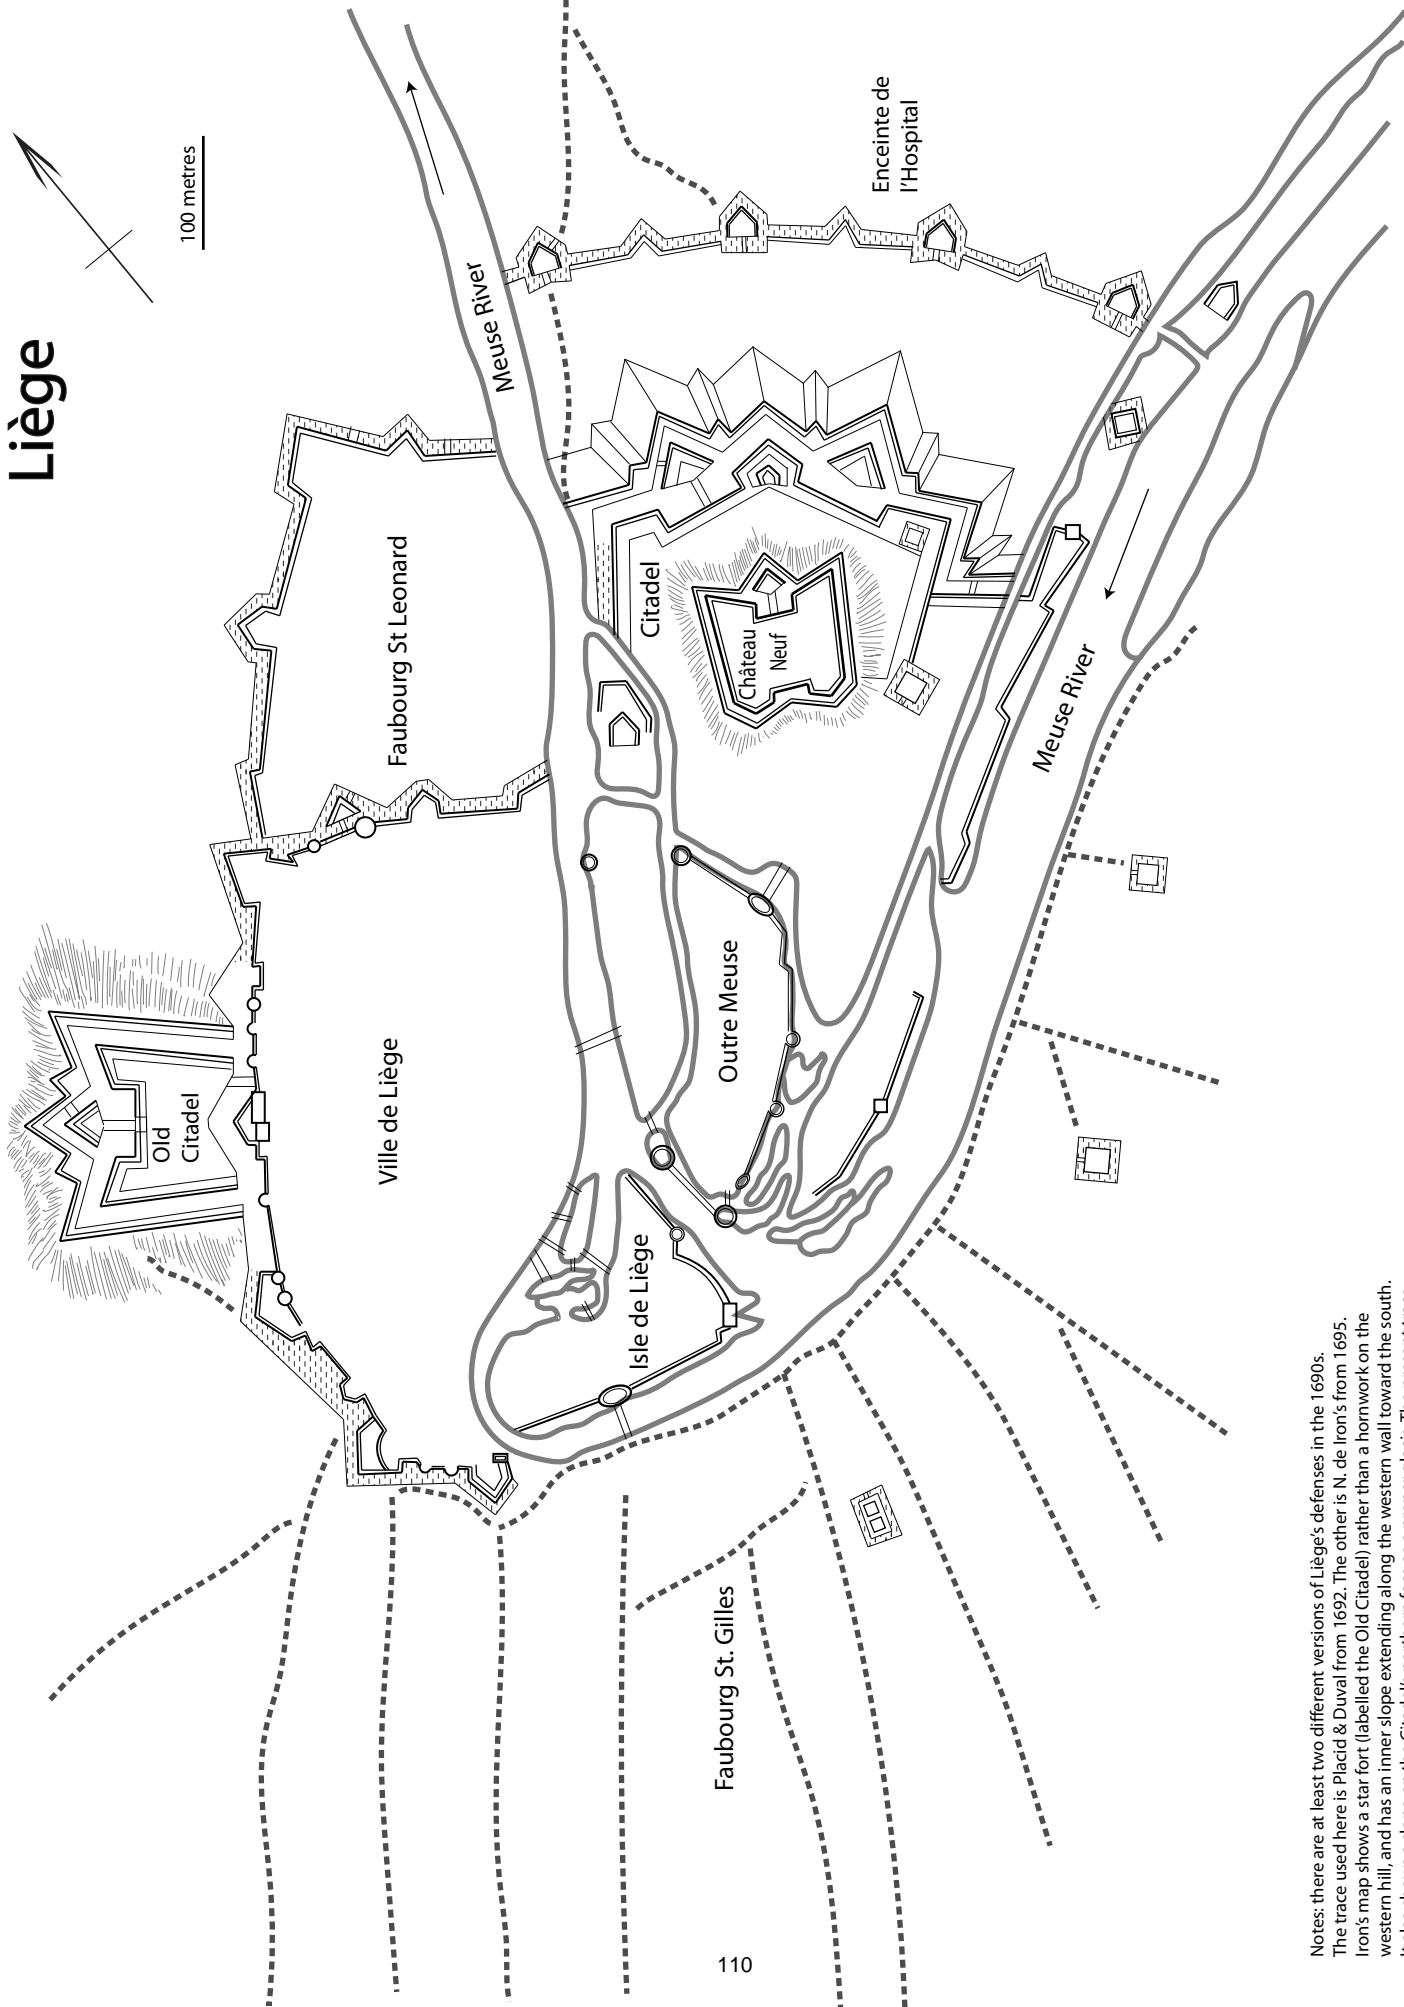 Liège
100 metres
Meuse River
Enceinte de
l'Hospital
Faubourg St Leonard
Citadel
Château
Neuf
Meuse River
Old
Citadel
Ville de Liège
Outre Meuse
Isle de Liège
Faubourg St. Gilles
Notes: there are at least two different versions of Liège's defenses in the 1690s.
The trace used here is Placid & Duval from 1692. The other is N. de Iron's from 1695.
Iron's map shows a star fort (labelled the Old Citadel) rather than a hornwork on the
western hill, and has an inner slope extending along the western wall toward the south.
110